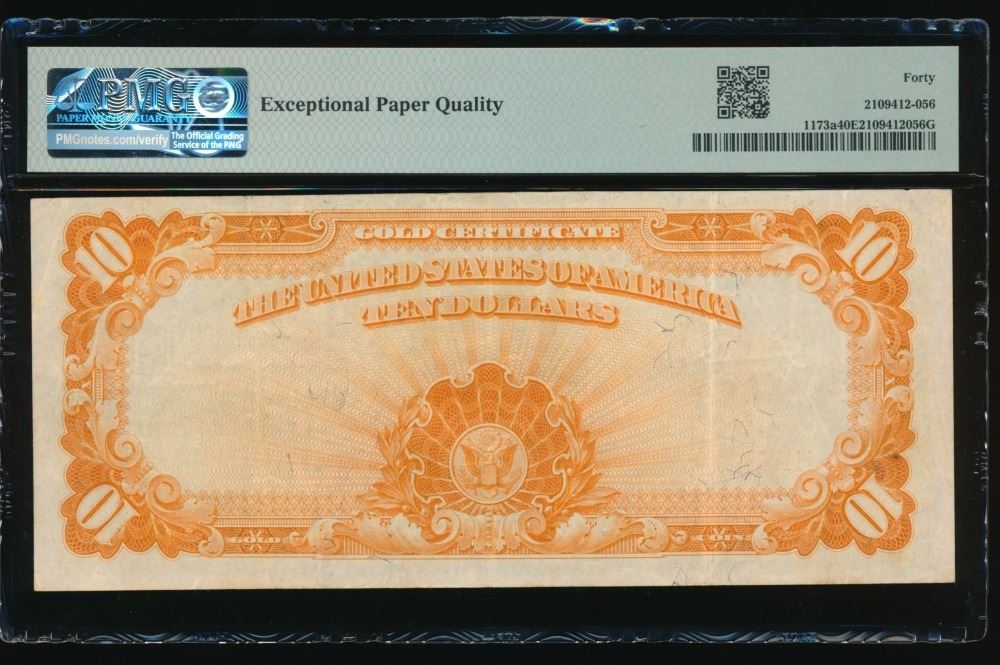 PMG
PAPER MONEY GUARANTY
PMGnotes.com/verify
The Official Grading
Service of the PNG
Exceptional Paper Quality
Forty
2109412-056
1173a40E2109412056G
GOLD CERTIFICATE
10
10
THE UNITED STATES OF AMERICA
TEN DOLLARS
10
10
GOLD
COIN